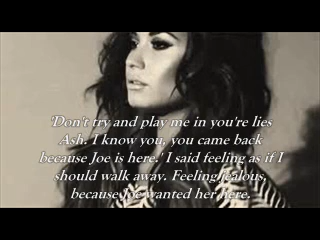 'Don't try and play me in you're lies
Ash. I know you, you came back
because Joe is here.' I said feeling as if I
should walk away. Feeling jealous,
because Joe wanted her here.